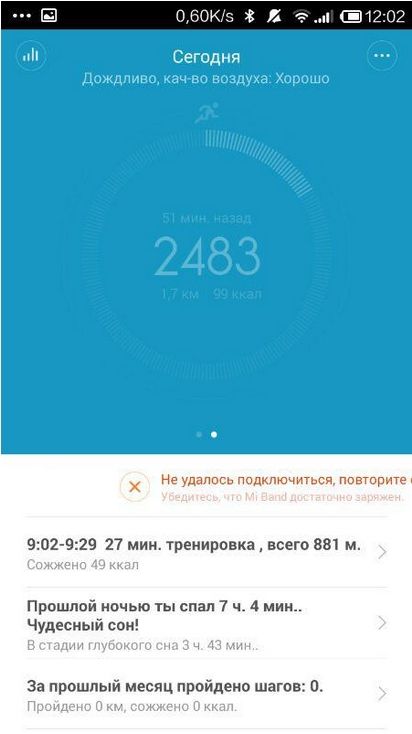 0,60K/s 12:02
Сегодня
Дождливо, кач-во воздуха: Хорошо
51 мин. назад
2483
1,7 км 99 ккал
Не удалось подключиться, повторите
Убедитесь, что Mi Band достаточно заряжен.
9:02-9:29 27 мин. тренировка , всего 881 м.
Сожжено 49 ккал
Прошлой ночью ты спал 7 ч. 4 мин..
Чудесный сон!
В стадии глубокого сна 3 ч. 43 мин..
За прошлый месяц пройдено шагов: 0.
Пройдено 0 км, сожжено 0 ккал.